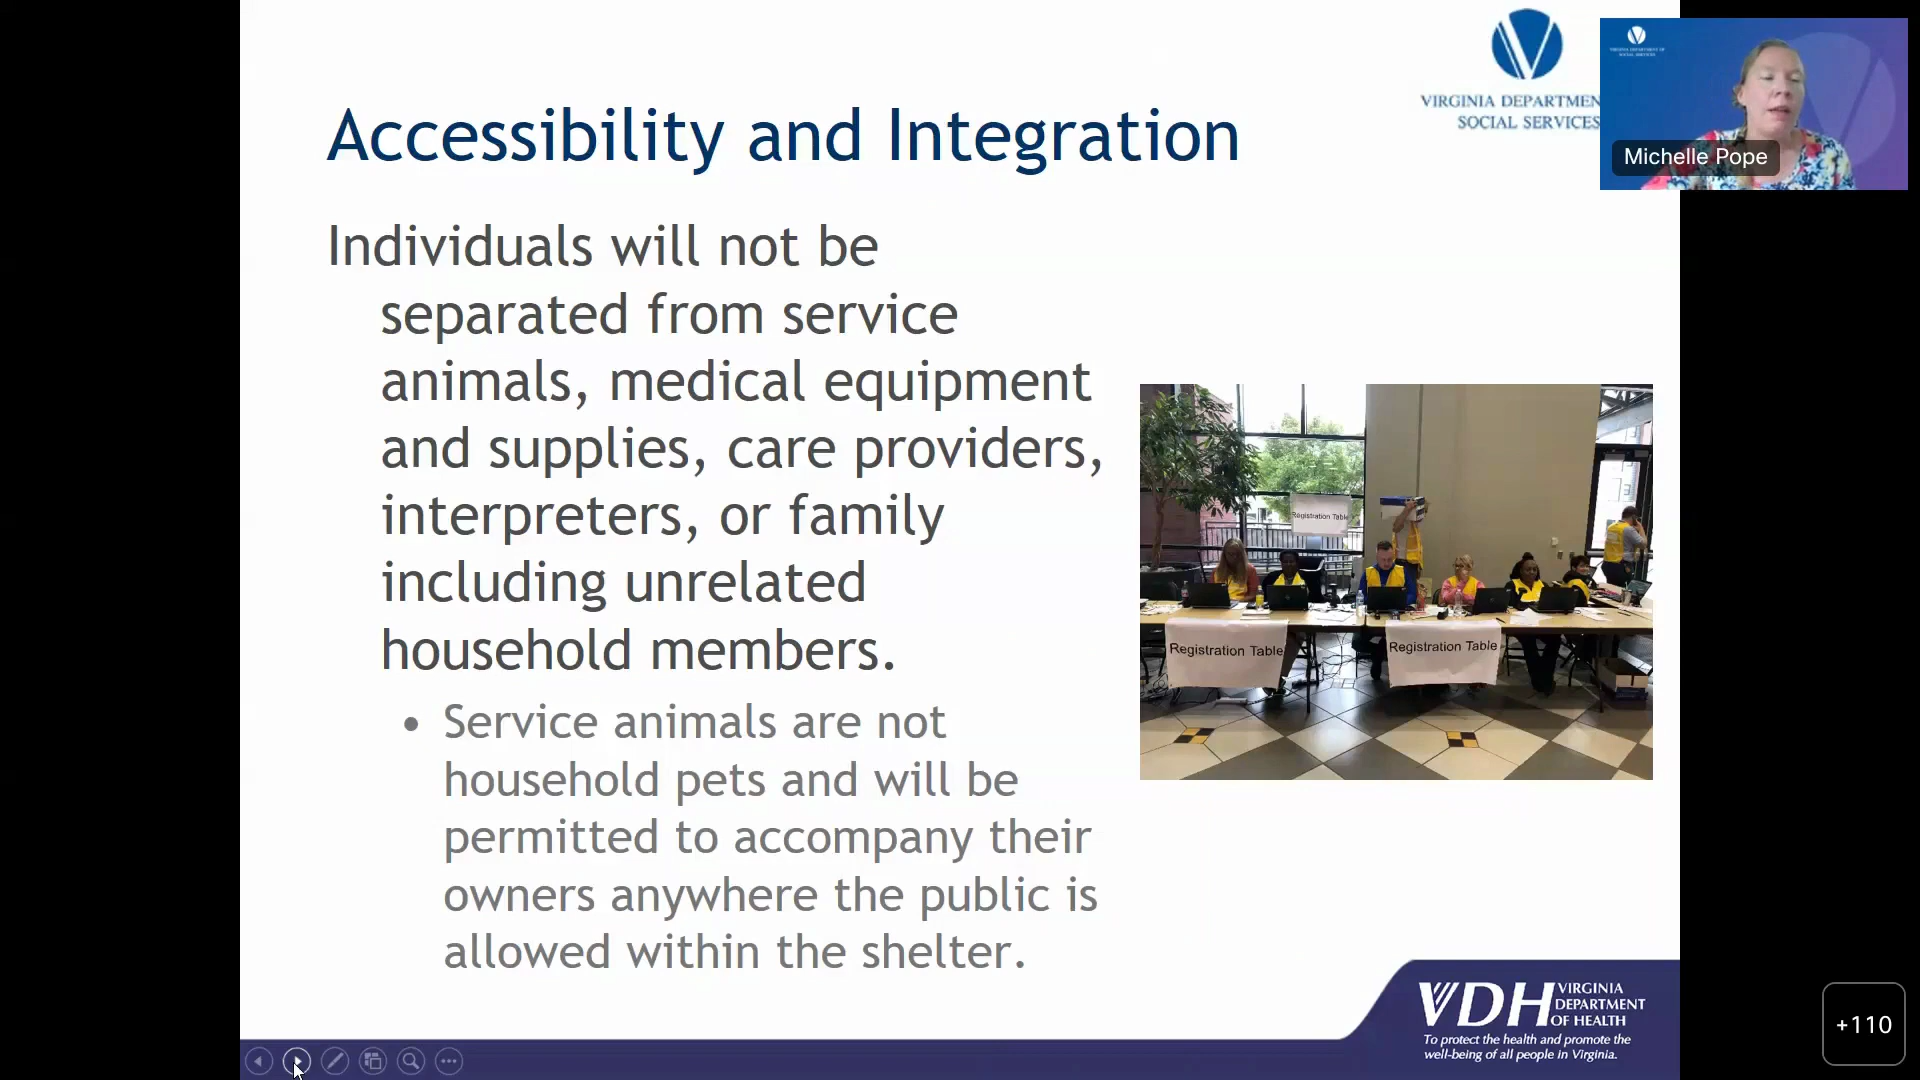 VIRGINIA DEPARTMEN
SOCIAL SERVICES
Michelle Pope
Accessibility and Integration
Individuals will not be
separated from service
animals, medical equipment
and supplies, care providers,
interpreters, or family
including unrelated
household members.
• Service animals are not
household pets and will be
permitted to accompany their
owners anywhere the public is
allowed within the shelter.
Registration Table
Registration Table
Registration Table
VDH VIRGINIA
DEPARTMENT
OF HEALTH
To protect the health and promote the
well-being of all people in Virginia.
+110